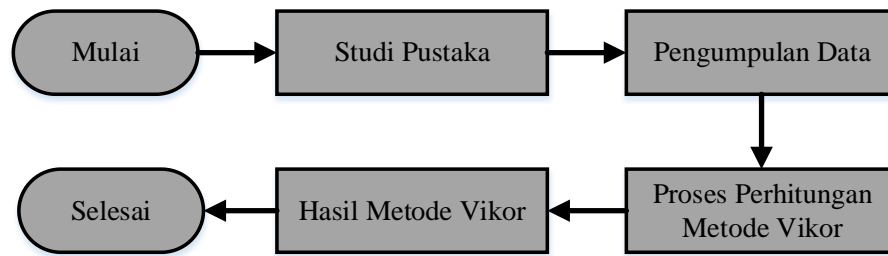 Mulai
Studi Pustaka
Pengumpulan Data
Proses Perhitungan
Metode Vikor
Hasil Metode Vikor
Selesai